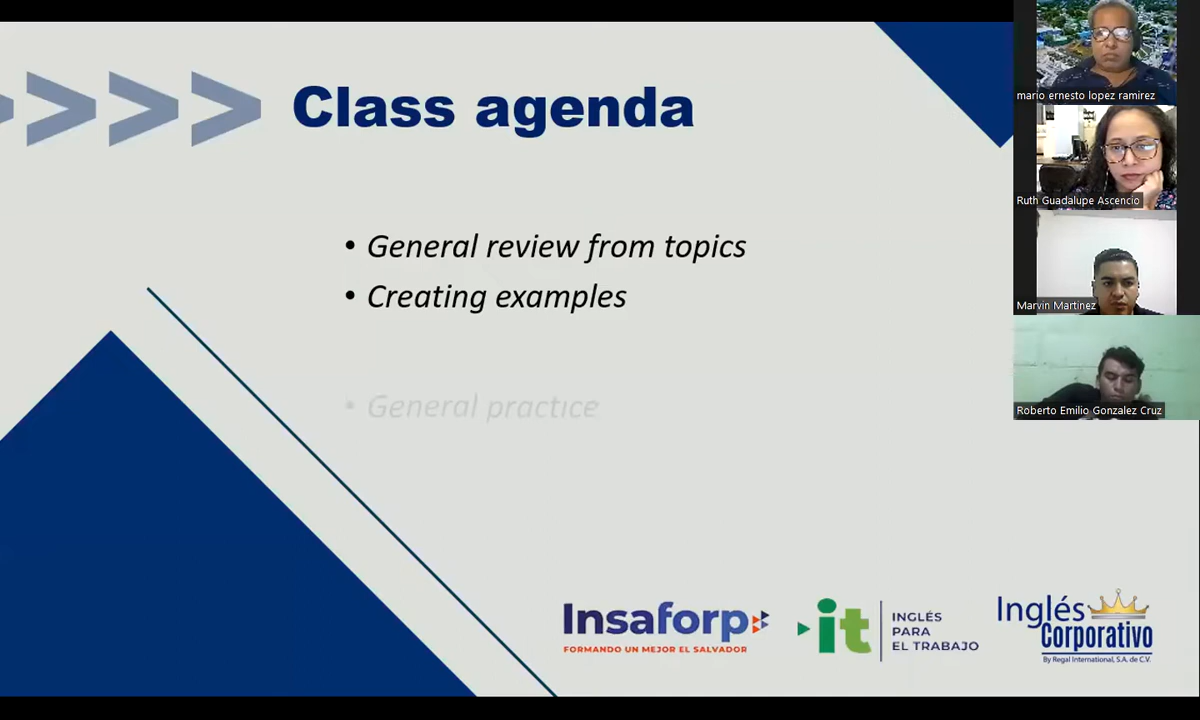 Class agenda
• General review from topics
• Creating examples
• General practice
Insaforp
FORMANDO UN MEJOR EL SALVADOR
it
INGLÉS
PARA
EL TRABAJO
Inglés
Corporativo
By Regal International, S.A. de C.V.
mario ernesto lopez ramirez
Ruth Guadalupe Ascencio
Marvin Martinez
Roberto Emilio Gonzalez Cruz